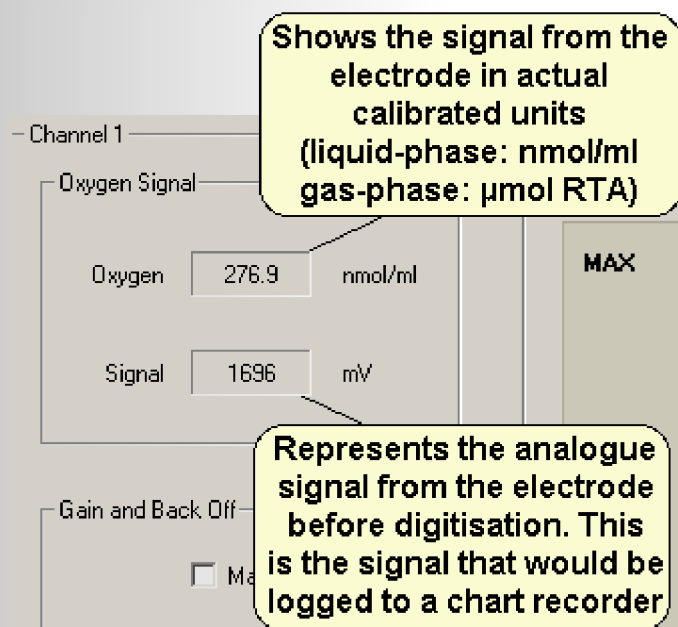 Shows the signal from the
electrode in actual
calibrated units
(liquid-phase: nmol/ml
gas-phase: µmol RTA)
Channel 1
Oxygen Signal
Oxygen 276.9 nmol/ml
MAX
Signal 1696 mV
Represents the analogue
signal from the electrode
before digitisation. This
is the signal that would be
logged to a chart recorder
Gain and Back Off